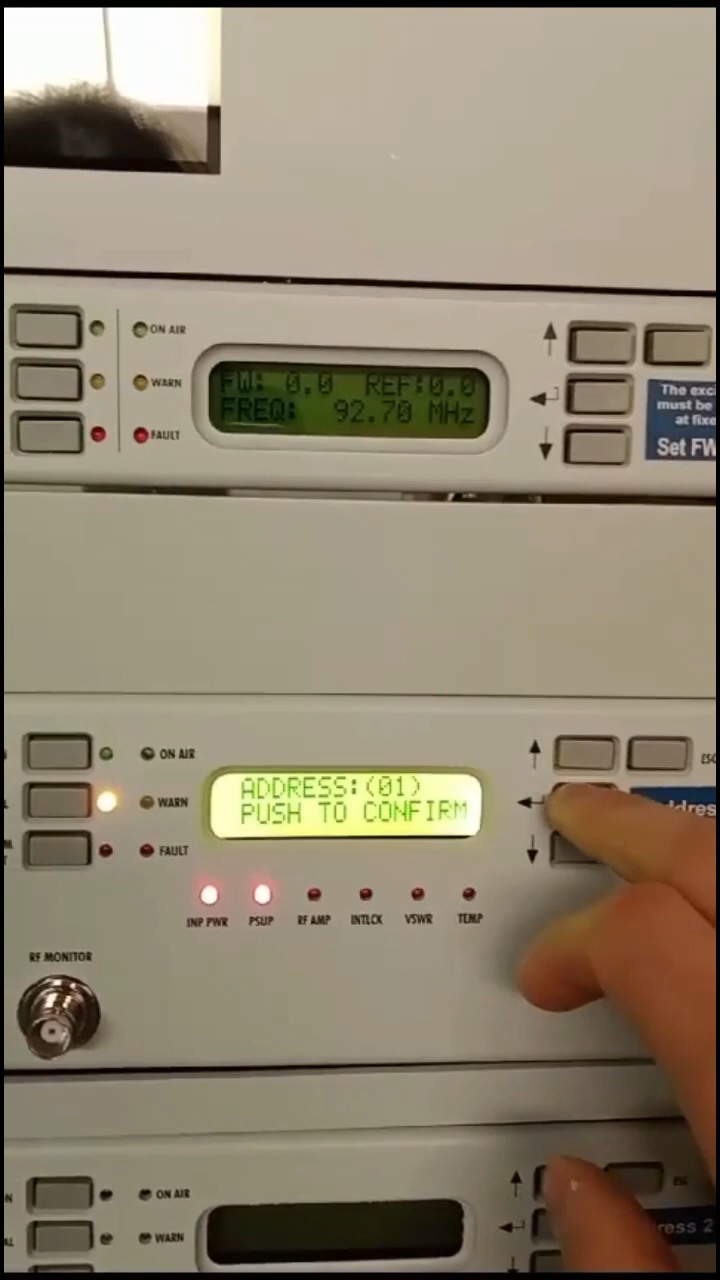 ON AIR
WARN
FAULT
FW: 0.0 REF:0.0
FREQ: 92.70 MHz
The exc
must be
at fixe
Set FW
ON AIR
WARN
FAULT
ADDRESS:(01)
PUSH TO CONFIRM
ESC
INP PWR
PSUP
RF AMP
INTLCK
VSWR
TEMP
RF MONITOR
ON AIR
WARN
ESC
ress 2